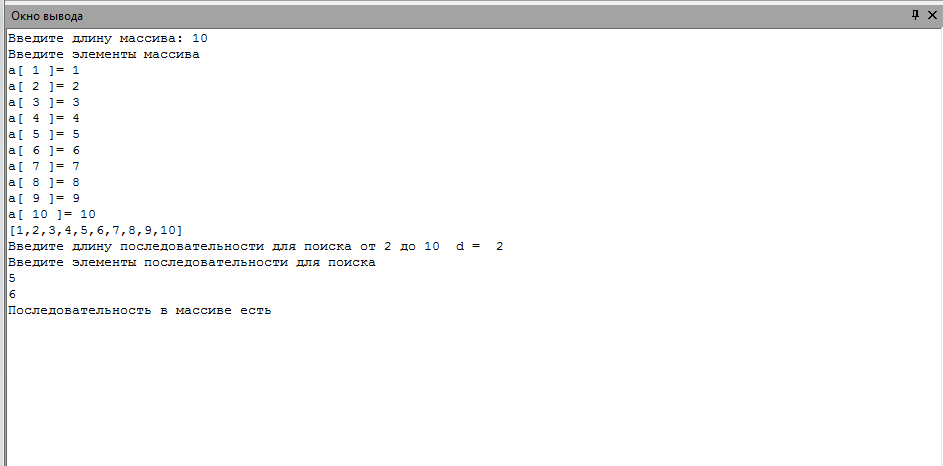 Окно вывода
Введите длину массива: 10
Введите элементы массива
a[ 1 ]= 1
a[ 2 ]= 2
a[ 3 ]= 3
a[ 4 ]= 4
a[ 5 ]= 5
a[ 6 ]= 6
a[ 7 ]= 7
a[ 8 ]= 8
a[ 9 ]= 9
a[ 10 ]= 10
[1,2,3,4,5,6,7,8,9,10]
Введите длину последовательности для поиска от 2 до 10  d =  2
Введите элементы последовательности для поиска
5
6
Последовательность в массиве есть